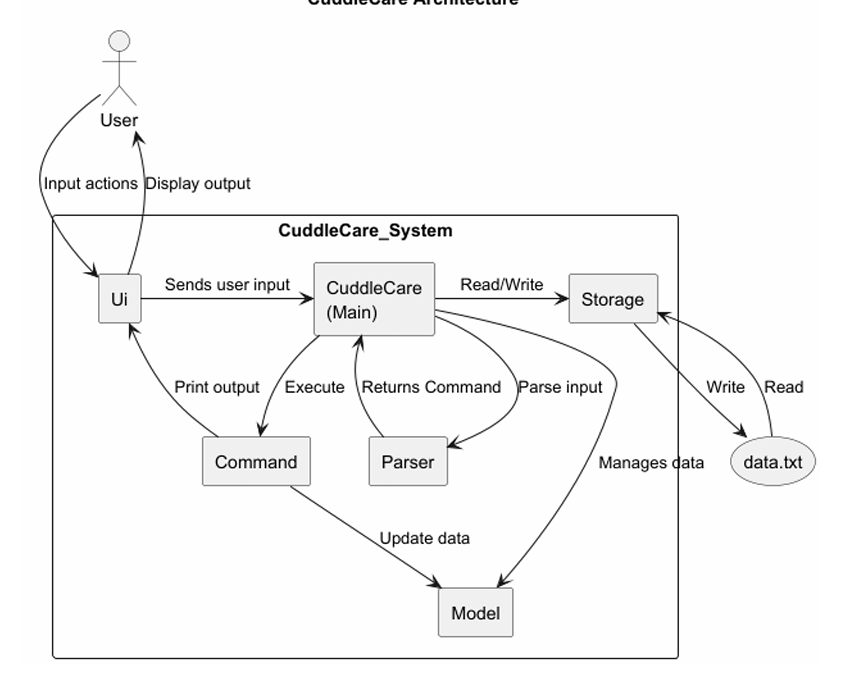 CuddleCare Architecture
User
Input actions
Display output
CuddleCare_System
Ui
Sends user input
CuddleCare
(Main)
Read/Write
Storage
Print output
Execute
Returns Command
Parse input
Write
Read
Command
Parser
Manages data
data.txt
Update data
Model